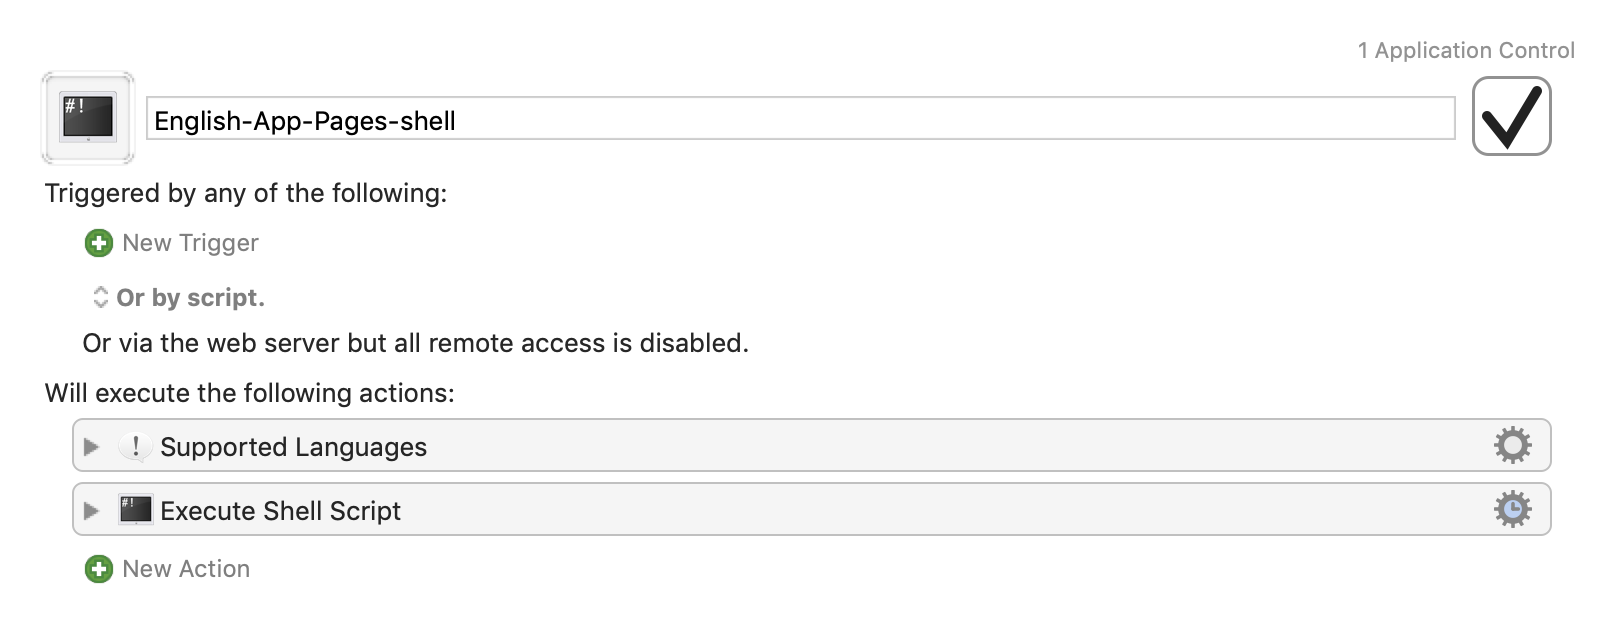 1 Application Control
#!
English-App-Pages-shell
Triggered by any of the following:
New Trigger
Or by script.
Or via the web server but all remote access is disabled.
Will execute the following actions:
! Supported Languages
#! Execute Shell Script
New Action